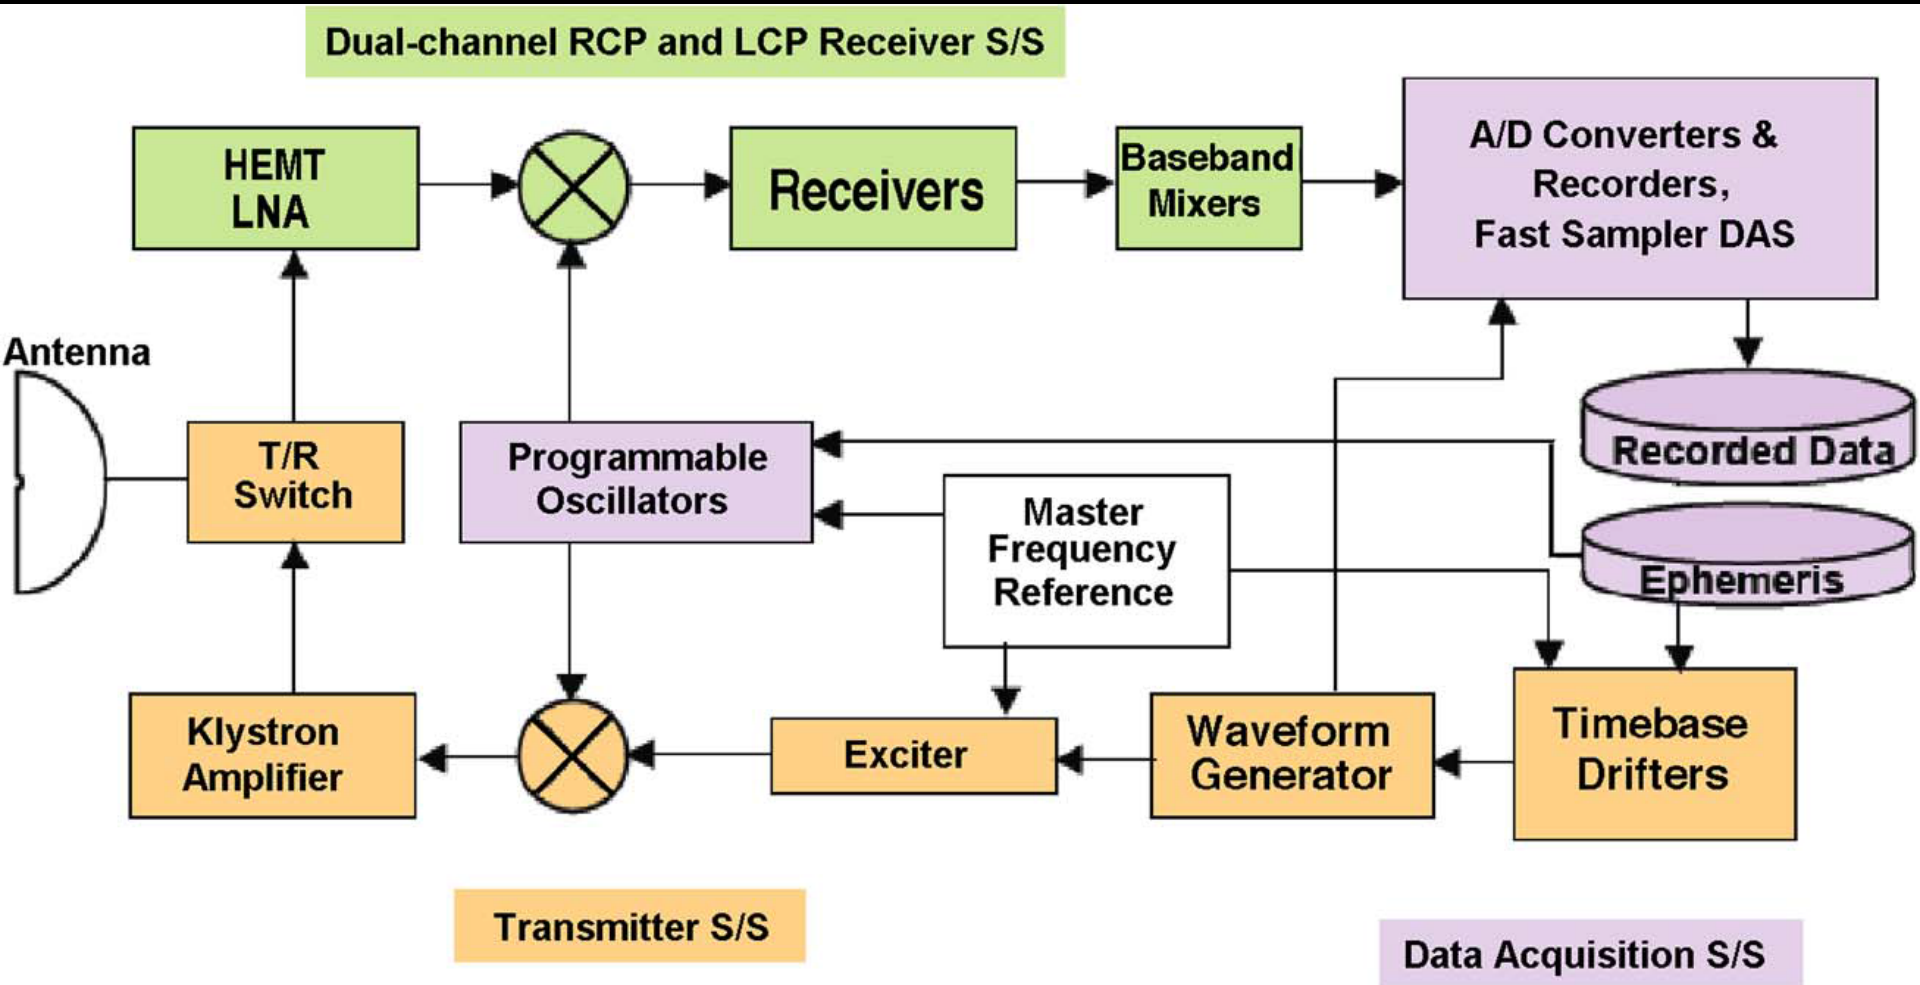 Dual-channel RCP and LCP Receiver S/S
HEMT
LNA
Receivers
Baseband
Mixers
A/D Converters &
Recorders,
Fast Sampler DAS
Antenna
T/R
Switch
Programmable
Oscillators
Master
Frequency
Reference
Recorded Data
Ephemeris
Klystron
Amplifier
Exciter
Waveform
Generator
Timebase
Drifters
Transmitter S/S
Data Acquisition S/S